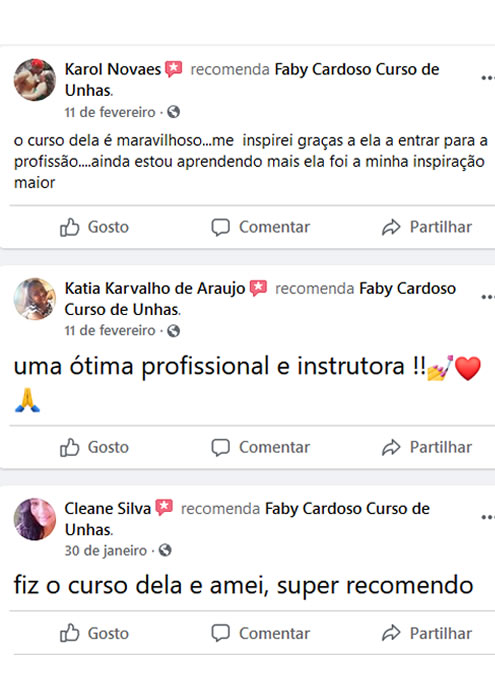 Karol Novaes recomenda Faby Cardoso Curso de
Unhas.
11 de fevereiro ·
o curso dela é maravilhoso...me inspirei graças a ela a entrar para a
profissão....ainda estou aprendendo mais ela foi a minha inspiração
maior
Gosto Comentar Partilhar
Katia Karvalho de Araujo recomenda Faby Cardoso
Curso de Unhas.
11 de fevereiro ·
uma ótima profissional e instrutora !!💅❤️
🙏
Gosto Comentar Partilhar
Cleane Silva recomenda Faby Cardoso Curso de
Unhas.
30 de janeiro ·
fiz o curso dela e amei, super recomendo
Gosto Comentar Partilhar